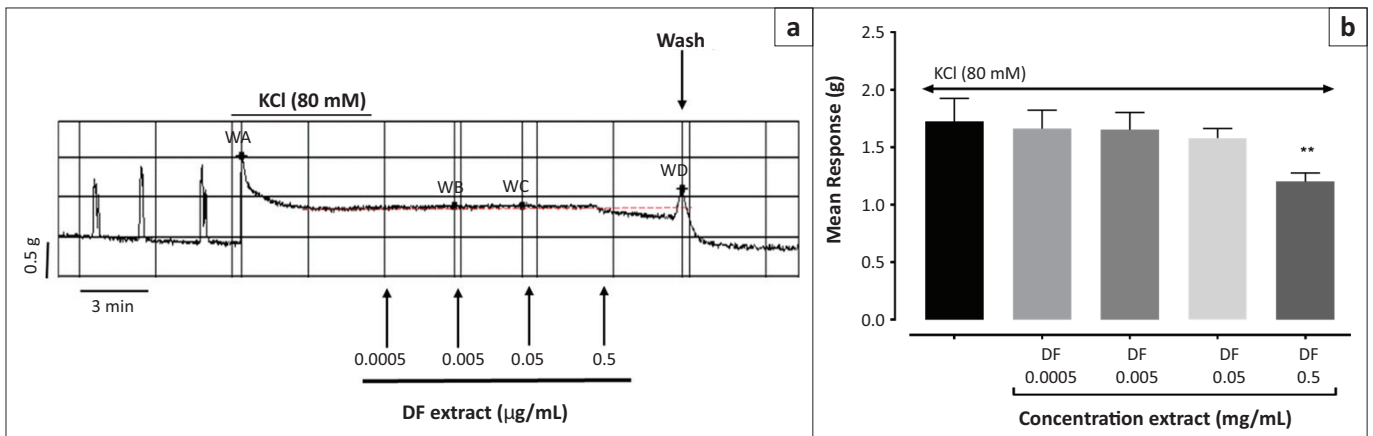 a
Wash
KCl (80 mM)
WA
WB
WC
WD
0.5 g
3 min
0.0005
0.005
0.05
0.5
DF extract (µg/mL)
b
2.5
2.0
1.5
1.0
0.5
0.0
Mean Response (g)
KCl (80 mM)
**
DF DF DF DF
0.0005 0.005 0.05 0.5
Concentration extract (mg/mL)